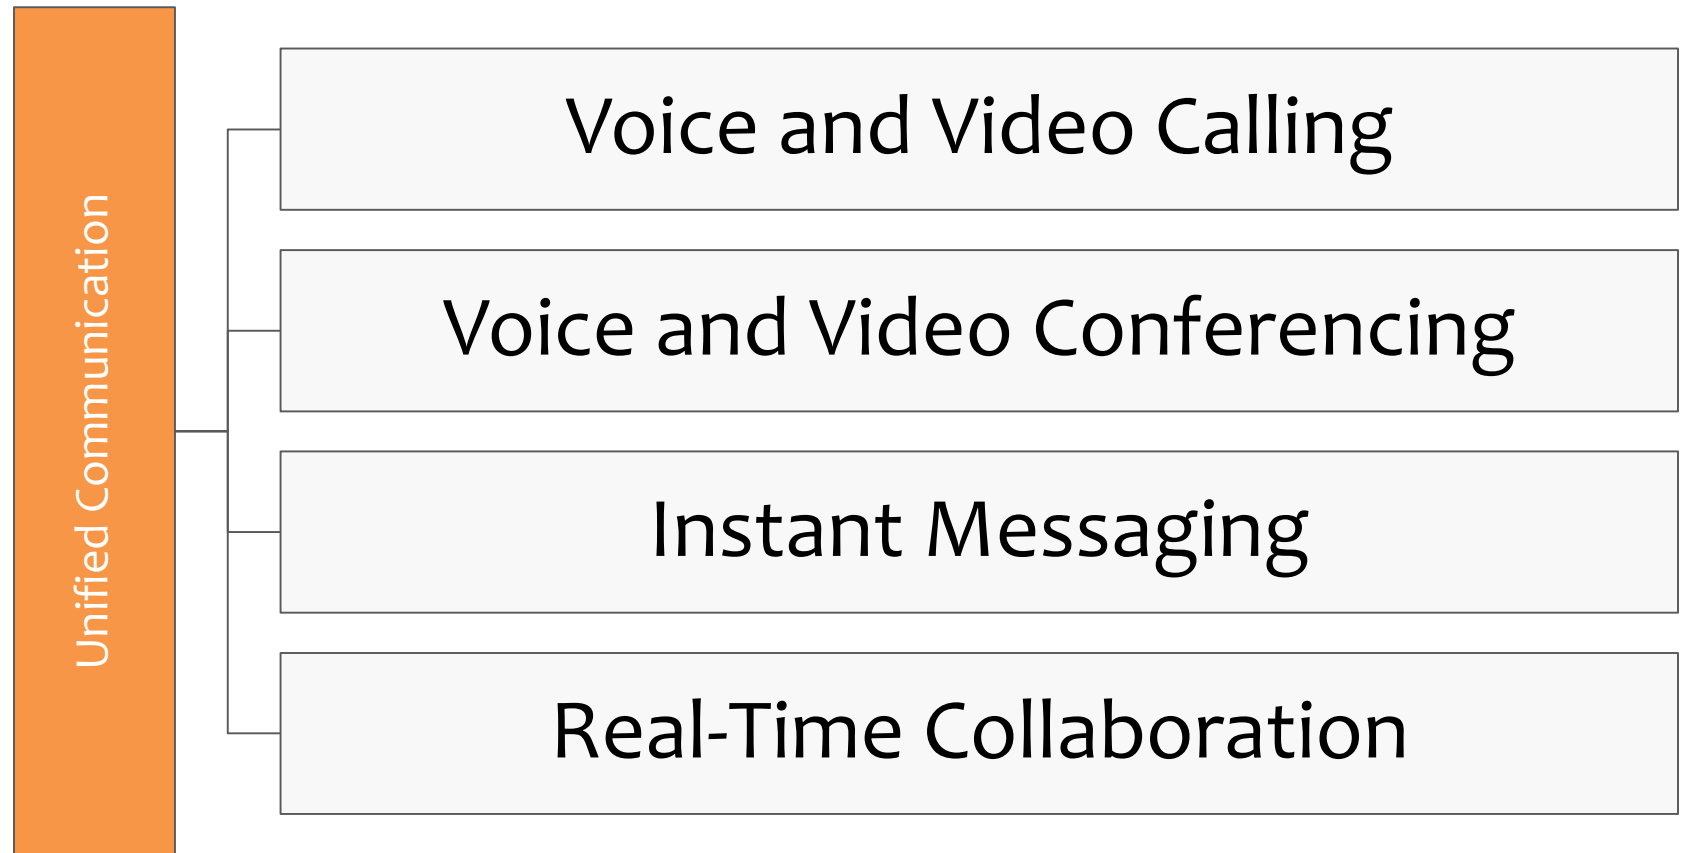 Unified Communication
Voice and Video Calling
Voice and Video Conferencing
Instant Messaging
Real-Time Collaboration